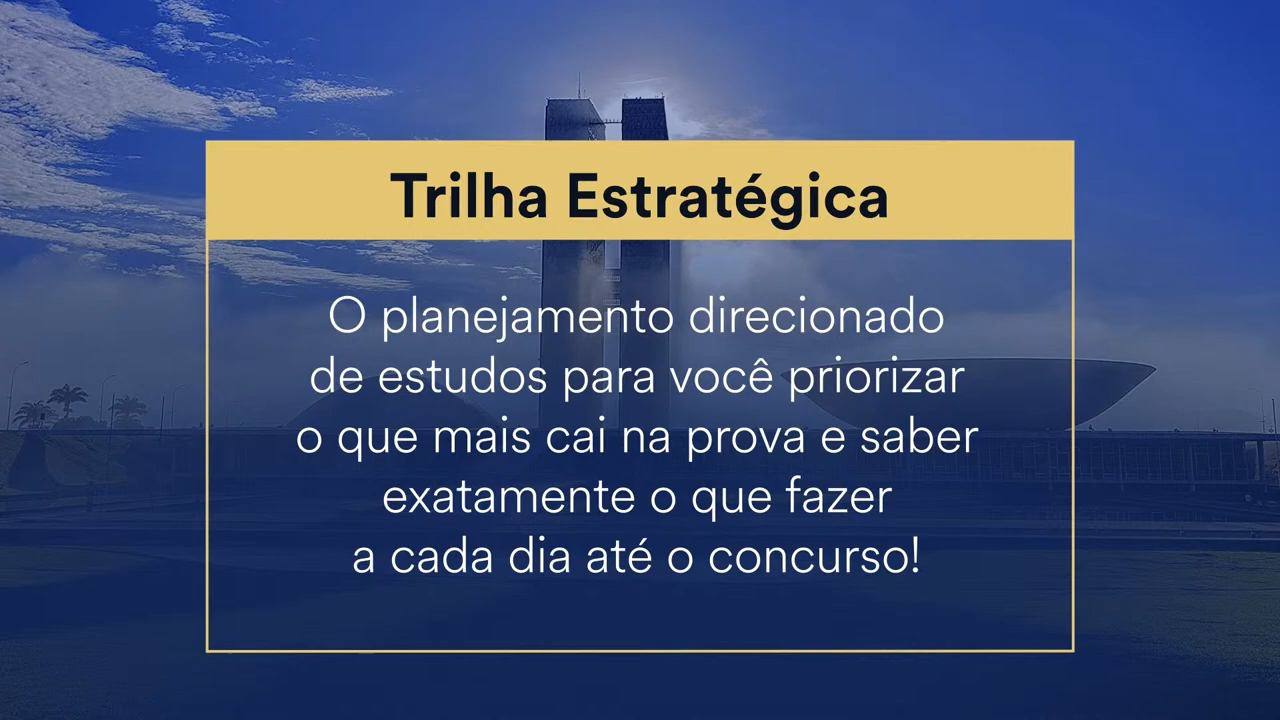 Trilha Estratégica
O planejamento direcionado
de estudos para você priorizar
o que mais cai na prova e saber
exatamente o que fazer
a cada dia até o concurso!